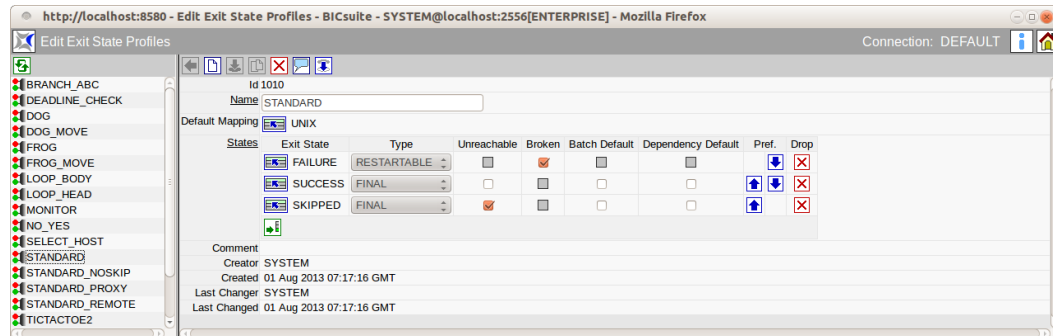 http://localhost:8580 - Edit Exit State Profiles - BICsuite - SYSTEM@localhost:2556[ENTERPRISE] - Mozilla Firefox
Edit Exit State Profiles Connection: DEFAULT
BRANCH_ABC
DEADLINE_CHECK
DOG
DOG_MOVE
FROG
FROG_MOVE
LOOP_BODY
LOOP_HEAD
MONITOR
NO_YES
SELECT_HOST
STANDARD
STANDARD_NOSKIP
STANDARD_PROXY
STANDARD_REMOTE
TICTACTOE2
Id 1010
Name STANDARD
Default Mapping UNIX
States Exit State Type Unreachable Broken Batch Default Dependency Default Pref. Drop
FAILURE RESTARTABLE
SUCCESS FINAL
SKIPPED FINAL
Comment
Creator SYSTEM
Created 01 Aug 2013 07:17:16 GMT
Last Changer SYSTEM
Last Changed 01 Aug 2013 07:17:16 GMT